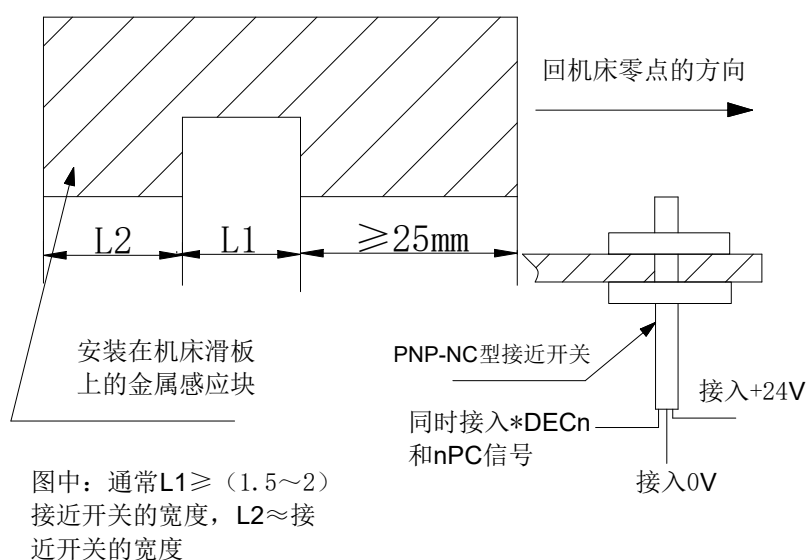 回机床零点的方向
L2
L1
≥25mm
安装在机床滑板
上的金属感应块
PNP-NC型接近开关
接入+24V
同时接入*DECn
和nPC信号
接入0V
图中：通常L1≥（1.5～2）
接近开关的宽度，L2≈接
近开关的宽度